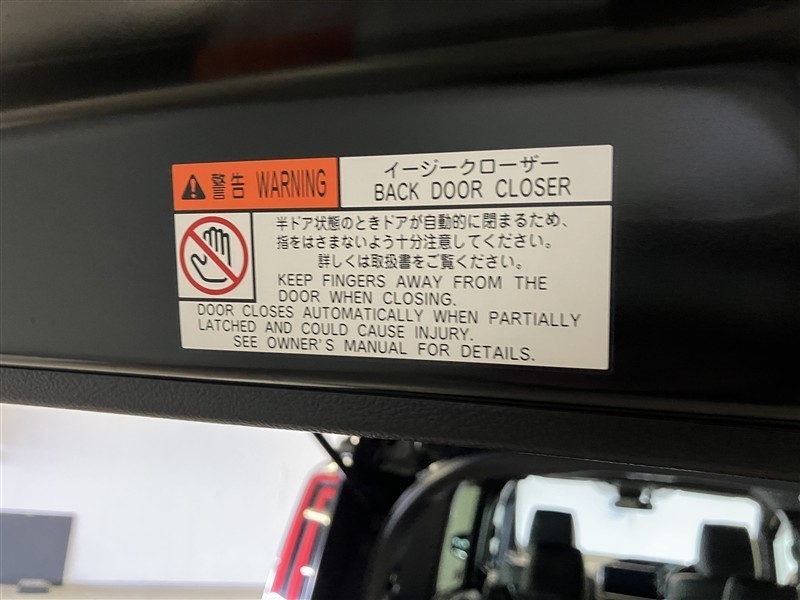 警告 WARNING
イージークローザー
BACK DOOR CLOSER
半ドア状態のときドアが自動的に閉まるため、
指をはさまないよう十分注意してください。
詳しくは取扱書をご覧ください。
KEEP FINGERS AWAY FROM THE
DOOR WHEN CLOSING.
DOOR CLOSES AUTOMATICALLY WHEN PARTIALLY
LATCHED AND COULD CAUSE INJURY.
SEE OWNER'S MANUAL FOR DETAILS.